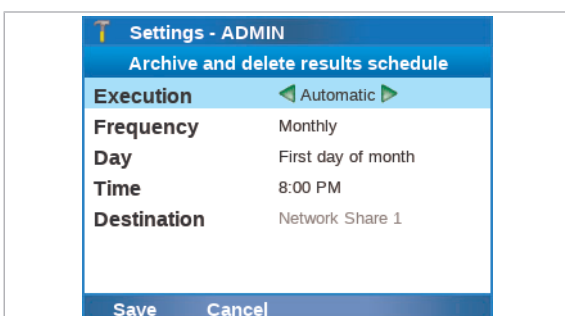 Settings - ADMIN
Archive and delete results schedule
Execution Automatic
Frequency Monthly
Day First day of month
Time 8:00 PM
Destination Network Share 1
Save Cancel